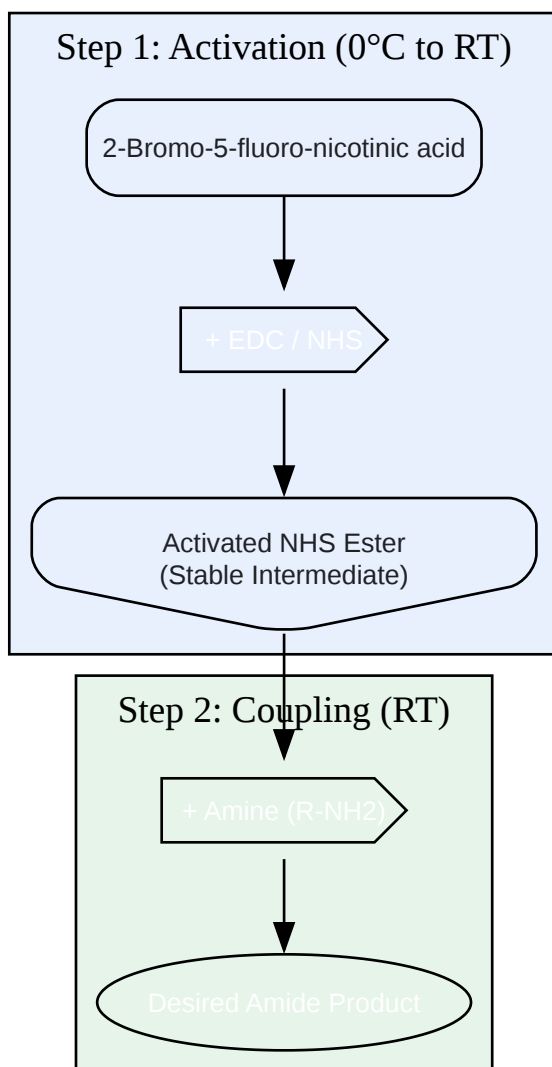 Step 1: Activation (0°C to RT)
2-Bromo-5-fluoro-nicotinic acid
+ EDC / NHS
Activated NHS Ester
(Stable Intermediate)
Step 2: Coupling (RT)
+ Amine (R-NH2)
Desired Amide Product